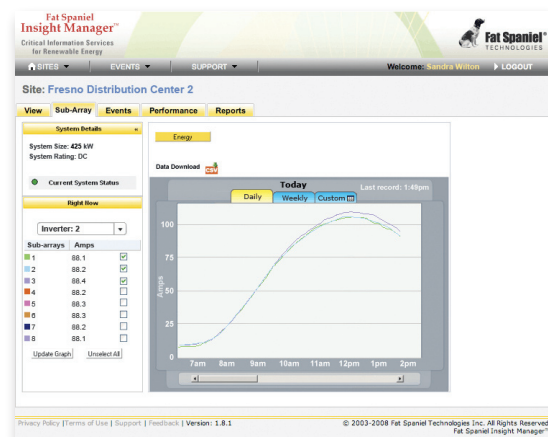 Fat Spaniel
Insight Manager™
Critical Information Services
for Renewable Energy
Fat Spaniel®
TECHNOLOGIES
SITES EVENTS SUPPORT Welcome: Sandra Wilton LOGOUT
Site: Fresno Distribution Center 2
View Sub-Array Events Performance Reports
System Details «
System Size: 425 kW
System Rating: DC
Current System Status
Right Now
Inverter: 2
Sub-arrays Amps
1 88.1
2 88.2
3 88.4
4 88.2
5 88.3
6 88.3
7 88.2
8 88.1
Update Graph Unselect All
Energy
Data Download CSV
Today Last record: 1:49pm
Daily Weekly Custom
100
75
50
25
0
Amps
7am 8am 9am 10am 11am 12pm 1pm 2pm
Privacy Policy |Terms of Use | Support | Feedback | Version: 1.8.1
© 2003-2008 Fat Spaniel Technologies Inc. All Rights Reserved
Fat Spaniel Insight Manager™